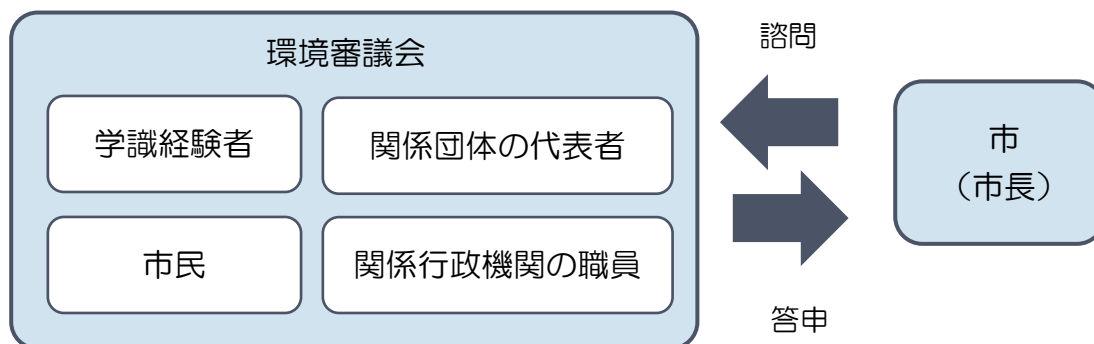 環境審議会
学識経験者
関係団体の代表者
市民
関係行政機関の職員
諮問
答申
市
（市長）